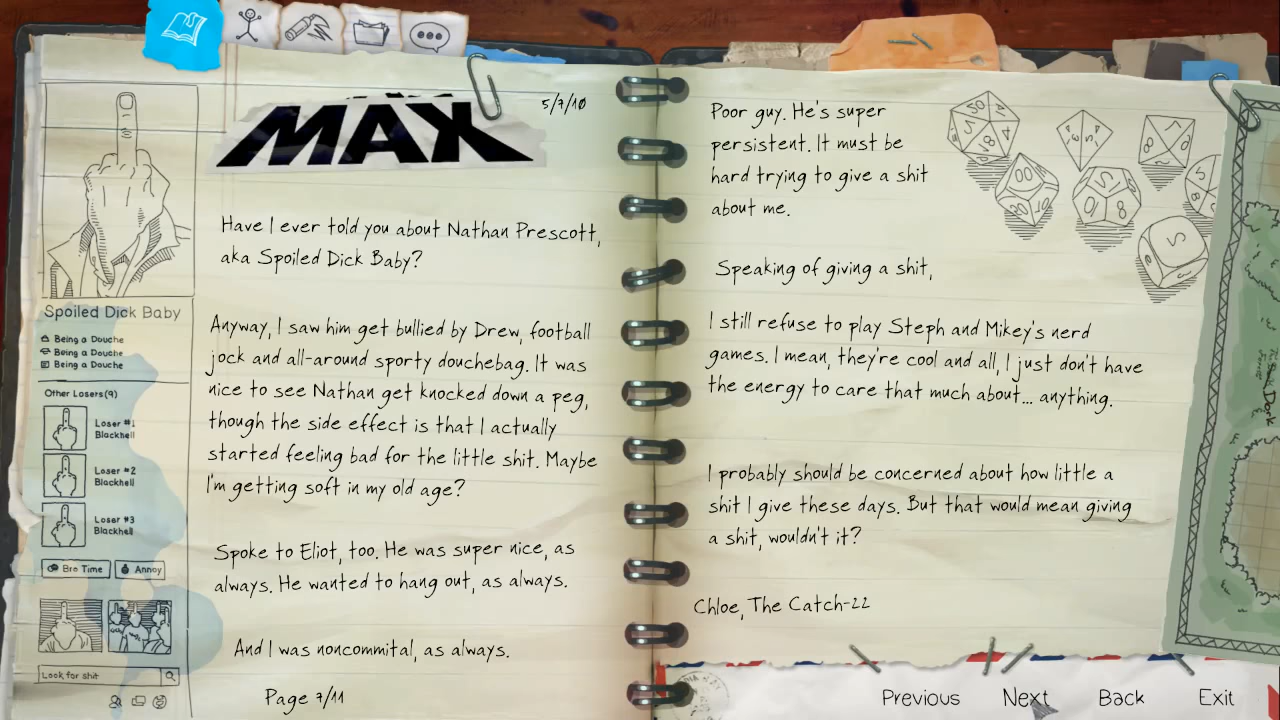 MAX
5/7/10
Have I ever told you about Nathan Prescott,
aka Spoiled Dick Baby?
Anyway, I saw him get bullied by Drew, football
jock and all-around sporty douchebag. It was
nice to see Nathan get knocked down a peg,
though the side effect is that I actually
started feeling bad for the little shit. Maybe
I'm getting soft in my old age?
Spoke to Eliot, too. He was super nice, as
always. He wanted to hang out, as always.
And I was noncommital, as always.
Page 7/11
Spoiled Dick Baby
Being a Douche
Being a Douche
Being a Douche
Other Losers(9)
Loser #1
Blackhell
Loser #2
Blackhell
Loser #3
Blackhell
Bro Time
Annoy
Look for shit
Poor guy. He's super
persistent. It must be
hard trying to give a shit
about me.
Speaking of giving a shit,
I still refuse to play Steph and Mikey's nerd
games. I mean, they're cool and all, I just don't have
the energy to care that much about... anything.
I probably should be concerned about how little a
shit I give these days. But that would mean giving
a shit, wouldn't it?
Chloe, The Catch-22
Previous
Next
Back
Exit